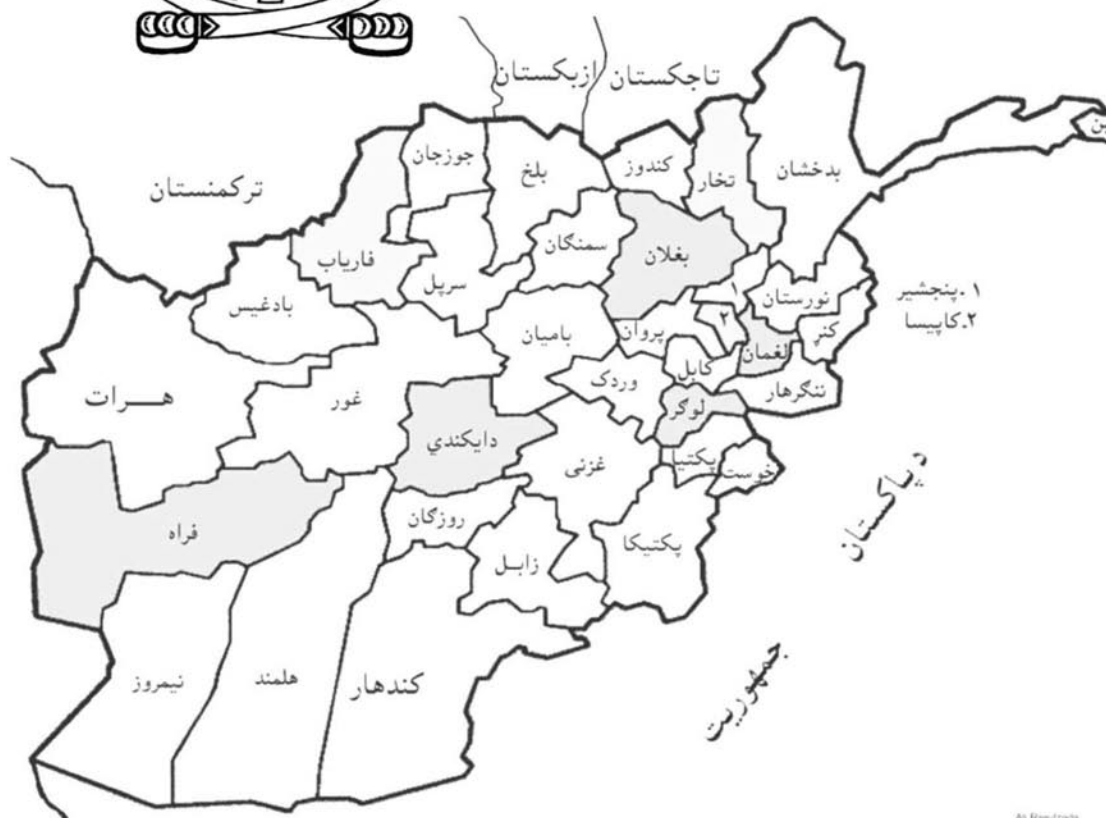 تاجکستان
ازبکستان
ترکمنستان
جوزجان
بلخ
کندوز
تخار
بدخشان
فاریاب
سرپل
سمنگان
بغلان
بادغیس
۱
۲
نورستان
۱.پنجشیر
۲.کاپیسا
کنړ
لغمان
پروان
بامیان
کابل
وردک
ننگرهار
لوگر
هـــرات
غور
دایکندي
غزنی
پکتیا
خوست
پکتیکا
روزگان
زابـل
فراه
نیمروز
هلمند
کندهار
د پاکستان
جمهوریت